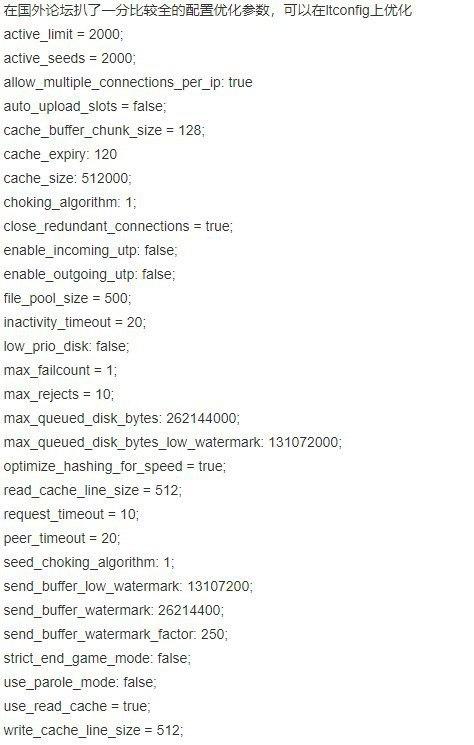 在国外论坛扒了一分比较全的配置优化参数，可以在ltconfig上优化
active_limit = 2000;
active_seeds = 2000;
allow_multiple_connections_per_ip: true
auto_upload_slots = false;
cache_buffer_chunk_size = 128;
cache_expiry: 120
cache_size: 512000;
choking_algorithm: 1;
close_redundant_connections = true;
enable_incoming_utp: false;
enable_outgoing_utp: false;
file_pool_size = 500;
inactivity_timeout = 20;
low_prio_disk: false;
max_failcount = 1;
max_rejects = 10;
max_queued_disk_bytes: 262144000;
max_queued_disk_bytes_low_watermark: 131072000;
optimize_hashing_for_speed = true;
read_cache_line_size = 512;
request_timeout = 10;
peer_timeout = 20;
seed_choking_algorithm: 1;
send_buffer_low_watermark: 13107200;
send_buffer_watermark: 26214400;
send_buffer_watermark_factor: 250;
strict_end_game_mode: false;
use_parole_mode: false;
use_read_cache = true;
write_cache_line_size = 512;